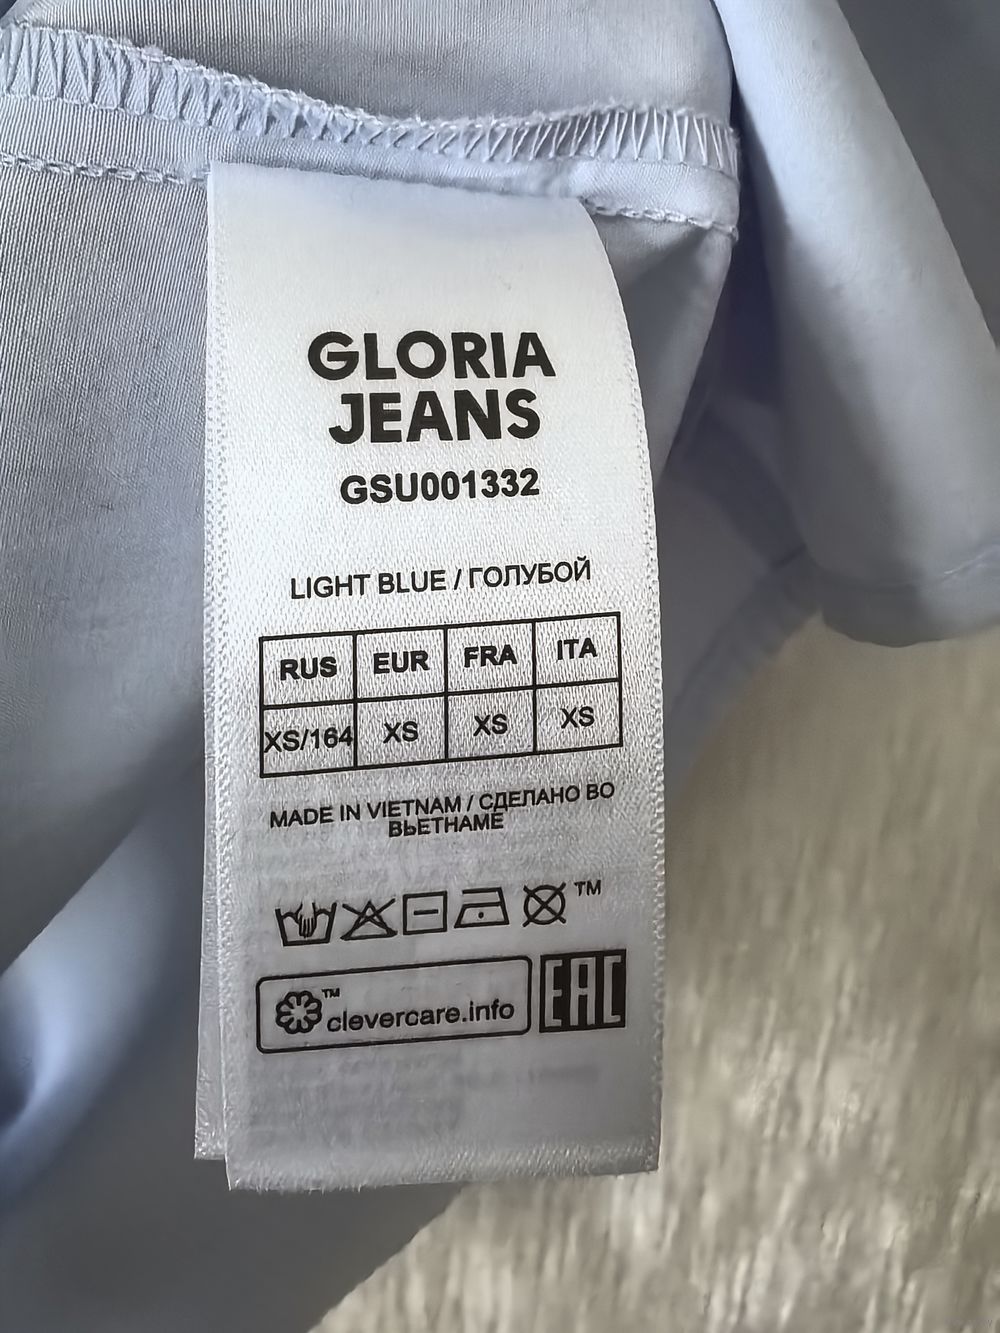 GLORIA
JEANS
GSU001332
LIGHT BLUE / ГОЛУБОЙ
RUS EUR FRA ITA
XS/164 XS XS XS
MADE IN VIETNAM / СДЕЛАНО ВО
ВЬЕТНАМЕ
TM
TM clevercare.info EAC